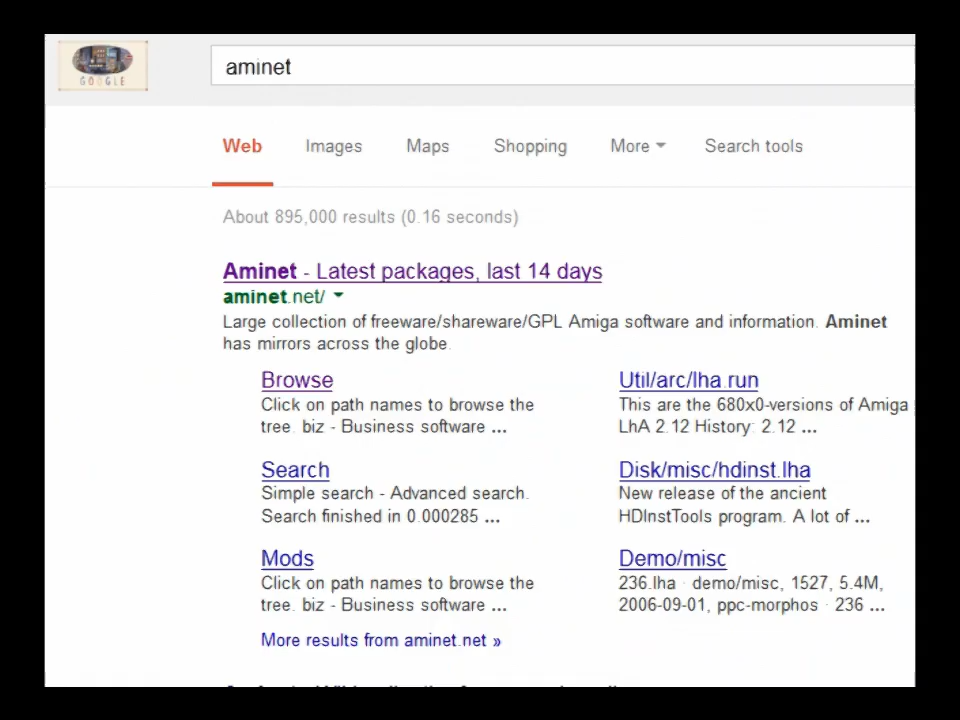 GOOGLE
aminet
Web Images Maps Shopping More Search tools
About 895,000 results (0.16 seconds)
Aminet - Latest packages, last 14 days
aminet.net/
Large collection of freeware/shareware/GPL Amiga software and information. Aminet
has mirrors across the globe.
Browse
Click on path names to browse the
tree. biz - Business software ...
Util/arc/lha.run
This are the 680x0-versions of Amiga
LhA 2.12 History: 2.12 ...
Search
Simple search - Advanced search.
Search finished in 0.000285 ...
Disk/misc/hdinst.lha
New release of the ancient
HDInstTools program. A lot of ...
Mods
Click on path names to browse the
tree. biz - Business software ...
Demo/misc
236.lha · demo/misc, 1527, 5.4M,
2006-09-01, ppc-morphos · 236 ...
More results from aminet.net »